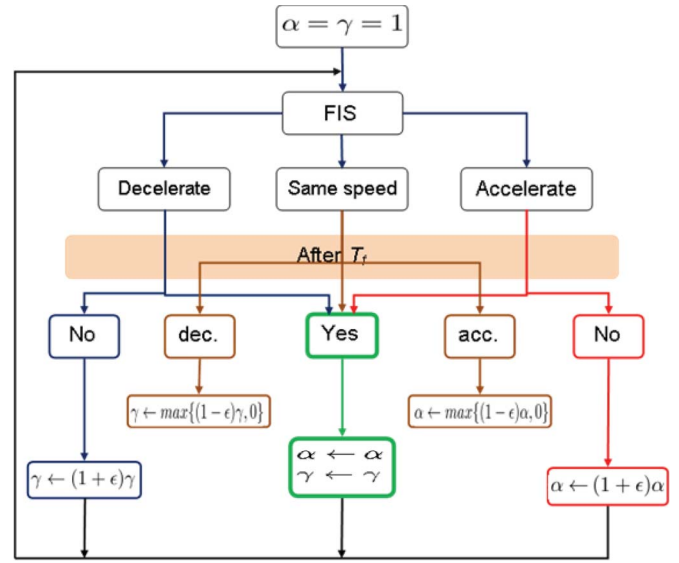 α = γ = 1
FIS
Decelerate
Same speed
Accelerate
After T_f
No
dec.
Yes
acc.
No
γ ← max{(1 − ϵ)γ, 0}
α ← max{(1 − ϵ)α, 0}
α ← α
γ ← γ
γ ← (1 + ϵ)γ
α ← (1 + ϵ)α